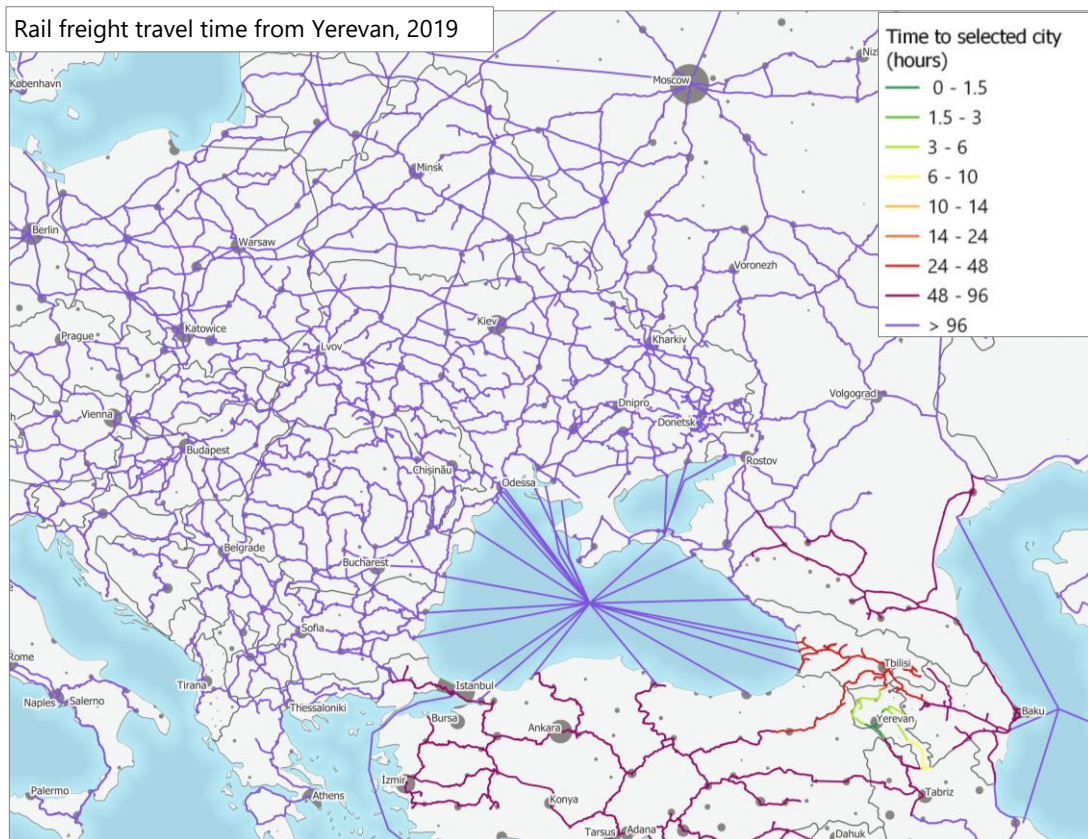 Rail freight travel time from Yerevan, 2019
Time to selected city
(hours)
0 - 1.5
1.5 - 3
3 - 6
6 - 10
10 - 14
14 - 24
24 - 48
48 - 96
> 96
København
Moscow
Minsk
Berlin
Warsaw
Voronezh
Prague
Katowice
Lvov
Kiev
Kharkiv
Volgograd
Vienna
Budapest
Dnipro
Donetsk
Chișinău
Odessa
Rostov
Belgrade
Bucharest
Sofia
Rome
Tirana
Naples
Salerno
Thessaloniki
Istanbul
Bursa
Ankara
Tbilisi
Yerevan
Baku
Palermo
Athens
İzmir
Konya
Tarsus
Adana
Tabriz
Dahuk